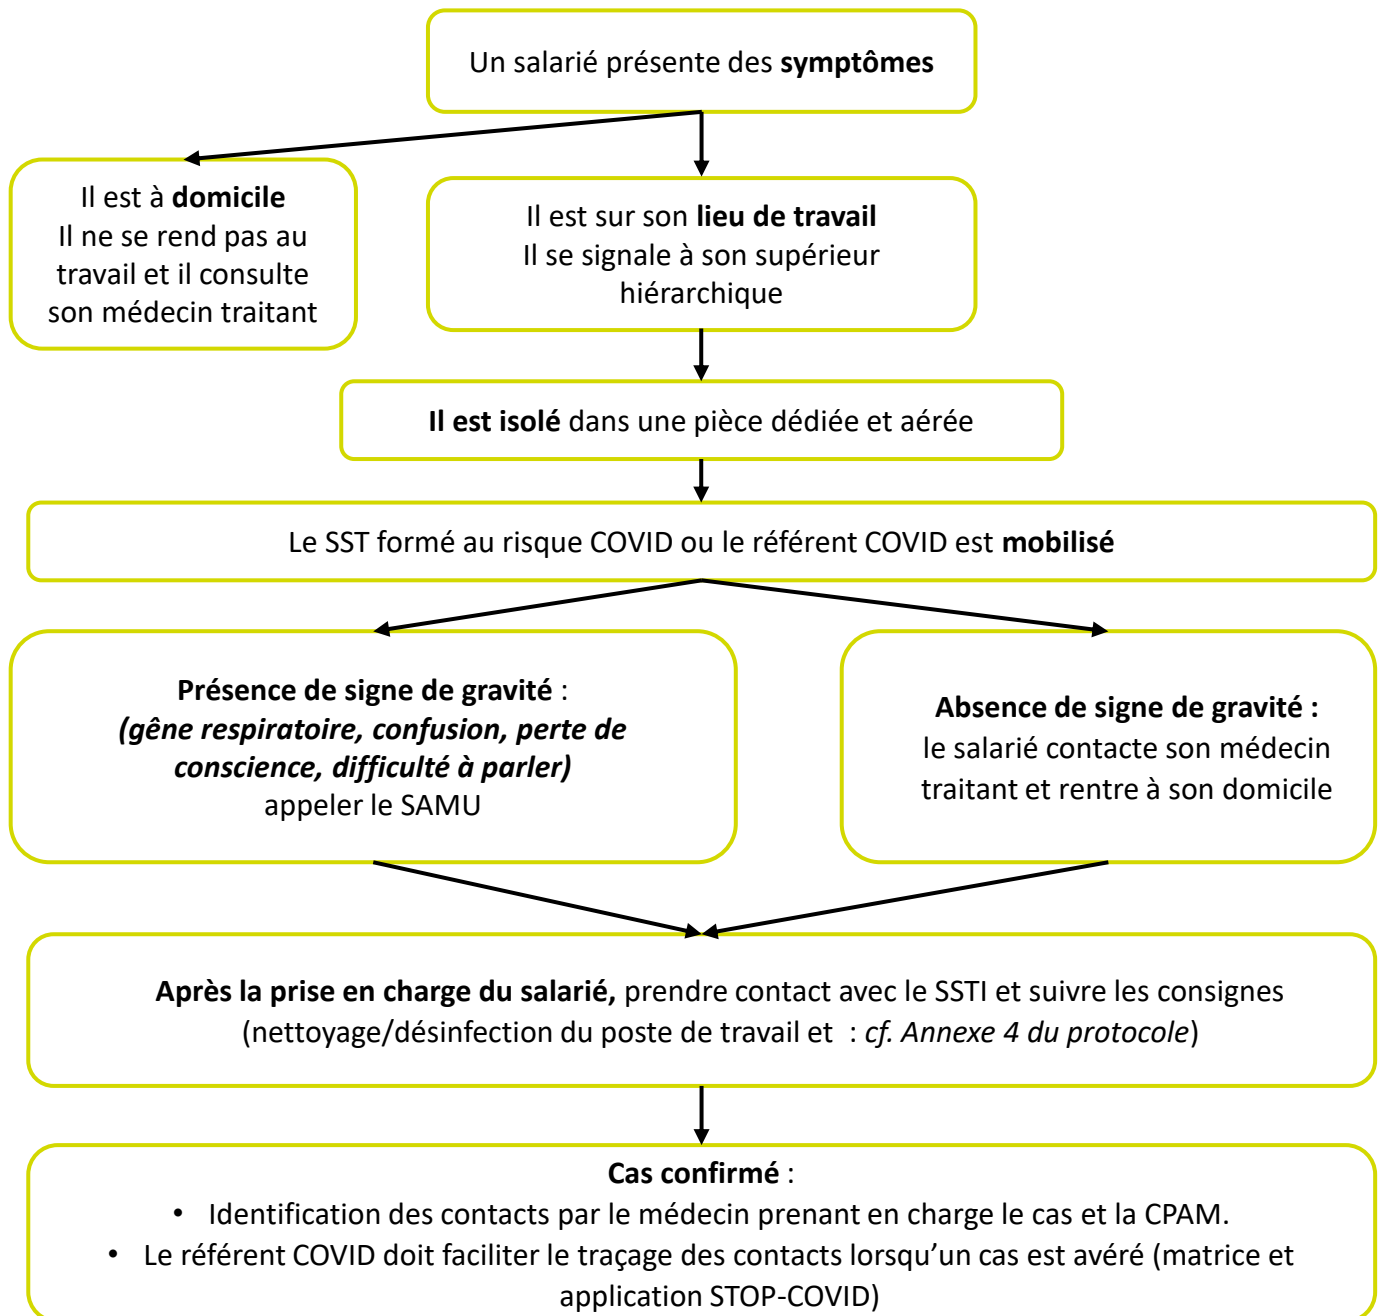 Un salarié présente des symptômes
Il est à domicile
Il ne se rend pas au
travail et il consulte
son médecin traitant
Il est sur son lieu de travail
Il se signale à son supérieur
hiérarchique
Il est isolé dans une pièce dédiée et aérée
Le SST formé au risque COVID ou le référent COVID est mobilisé
Présence de signe de gravité :
(gêne respiratoire, confusion, perte de
conscience, difficulté à parler)
appeler le SAMU
Absence de signe de gravité :
le salarié contacte son médecin
traitant et rentre à son domicile
Après la prise en charge du salarié, prendre contact avec le SSTI et suivre les consignes
(nettoyage/désinfection du poste de travail et  : cf. Annexe 4 du protocole)
Cas confirmé :
• Identification des contacts par le médecin prenant en charge le cas et la CPAM.
• Le référent COVID doit faciliter le traçage des contacts lorsqu’un cas est avéré (matrice et
application STOP-COVID)